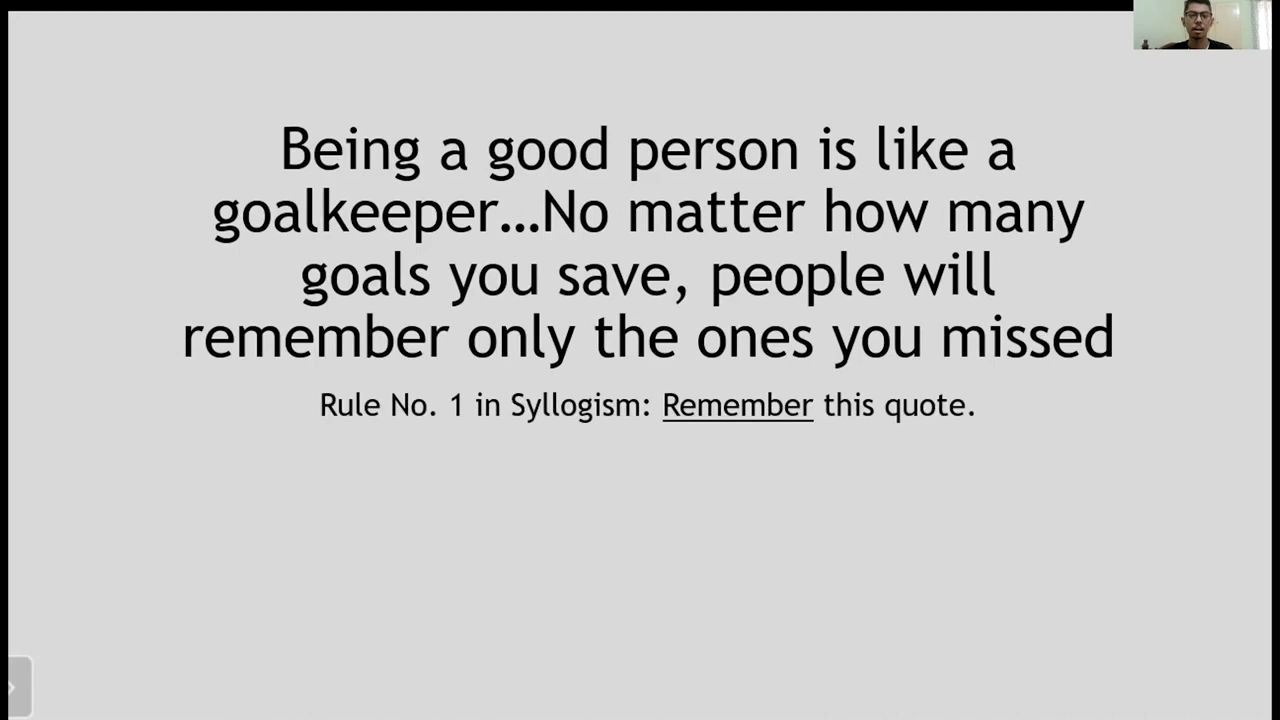 Being a good person is like a
goalkeeper…No matter how many
goals you save, people will
remember only the ones you missed
Rule No. 1 in Syllogism: Remember this quote.